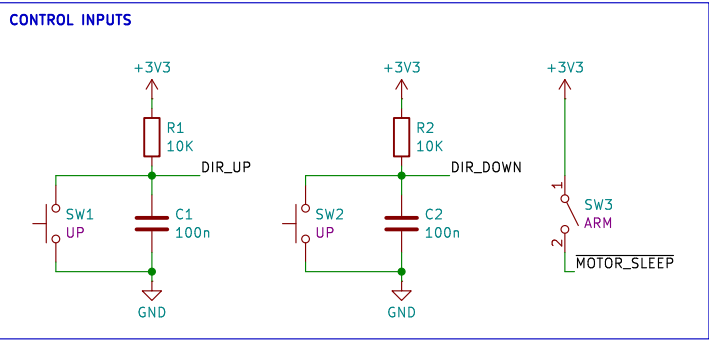 CONTROL INPUTS
+3V3
+3V3
+3V3
R1
10K
R2
10K
DIR_UP
DIR_DOWN
1
SW1
UP
C1
100n
SW2
UP
C2
100n
SW3
ARM
2
MOTOR_SLEEP
GND
GND